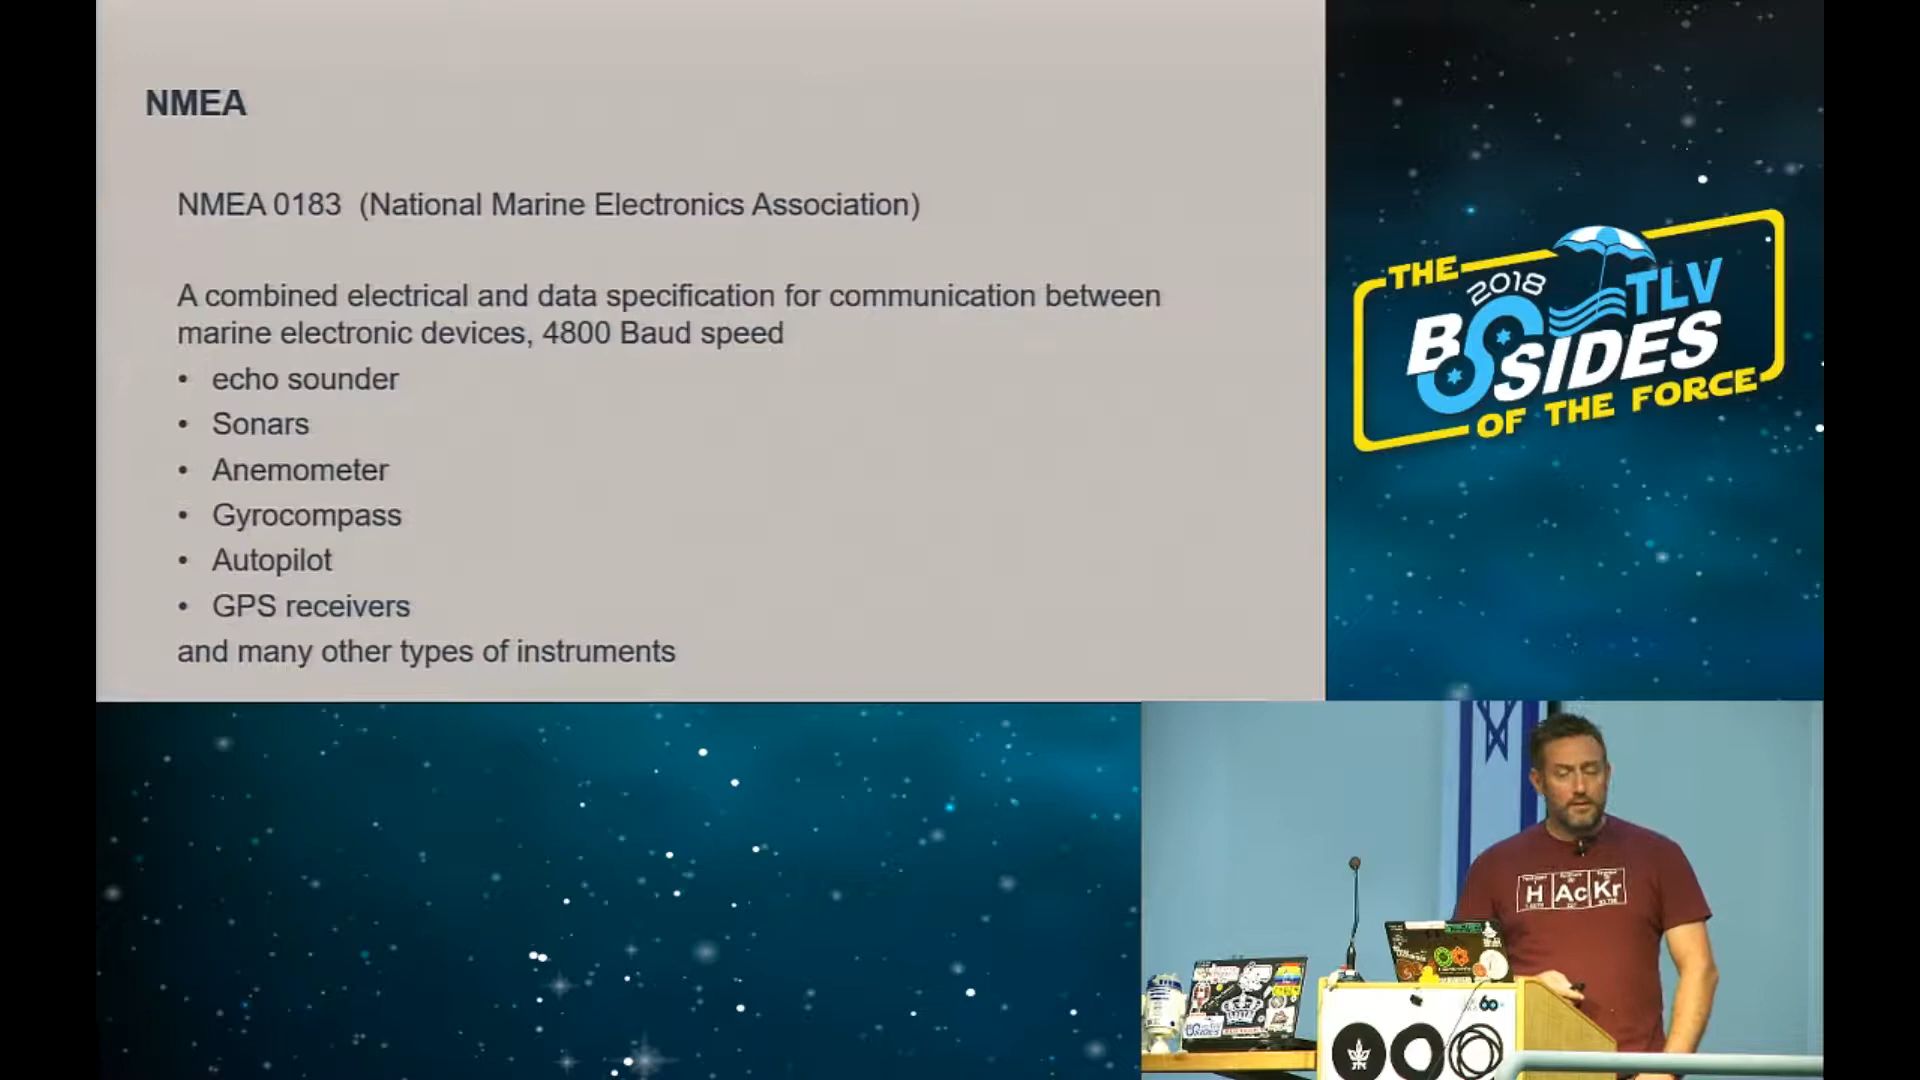 NMEA
NMEA 0183 (National Marine Electronics Association)
A combined electrical and data specification for communication between
marine electronic devices, 4800 Baud speed
• echo sounder
• Sonars
• Anemometer
• Gyrocompass
• Autopilot
• GPS receivers
and many other types of instruments
THE
2018
TLV
BSIDES
OF THE FORCE
H Ac Kr
60
SIDES